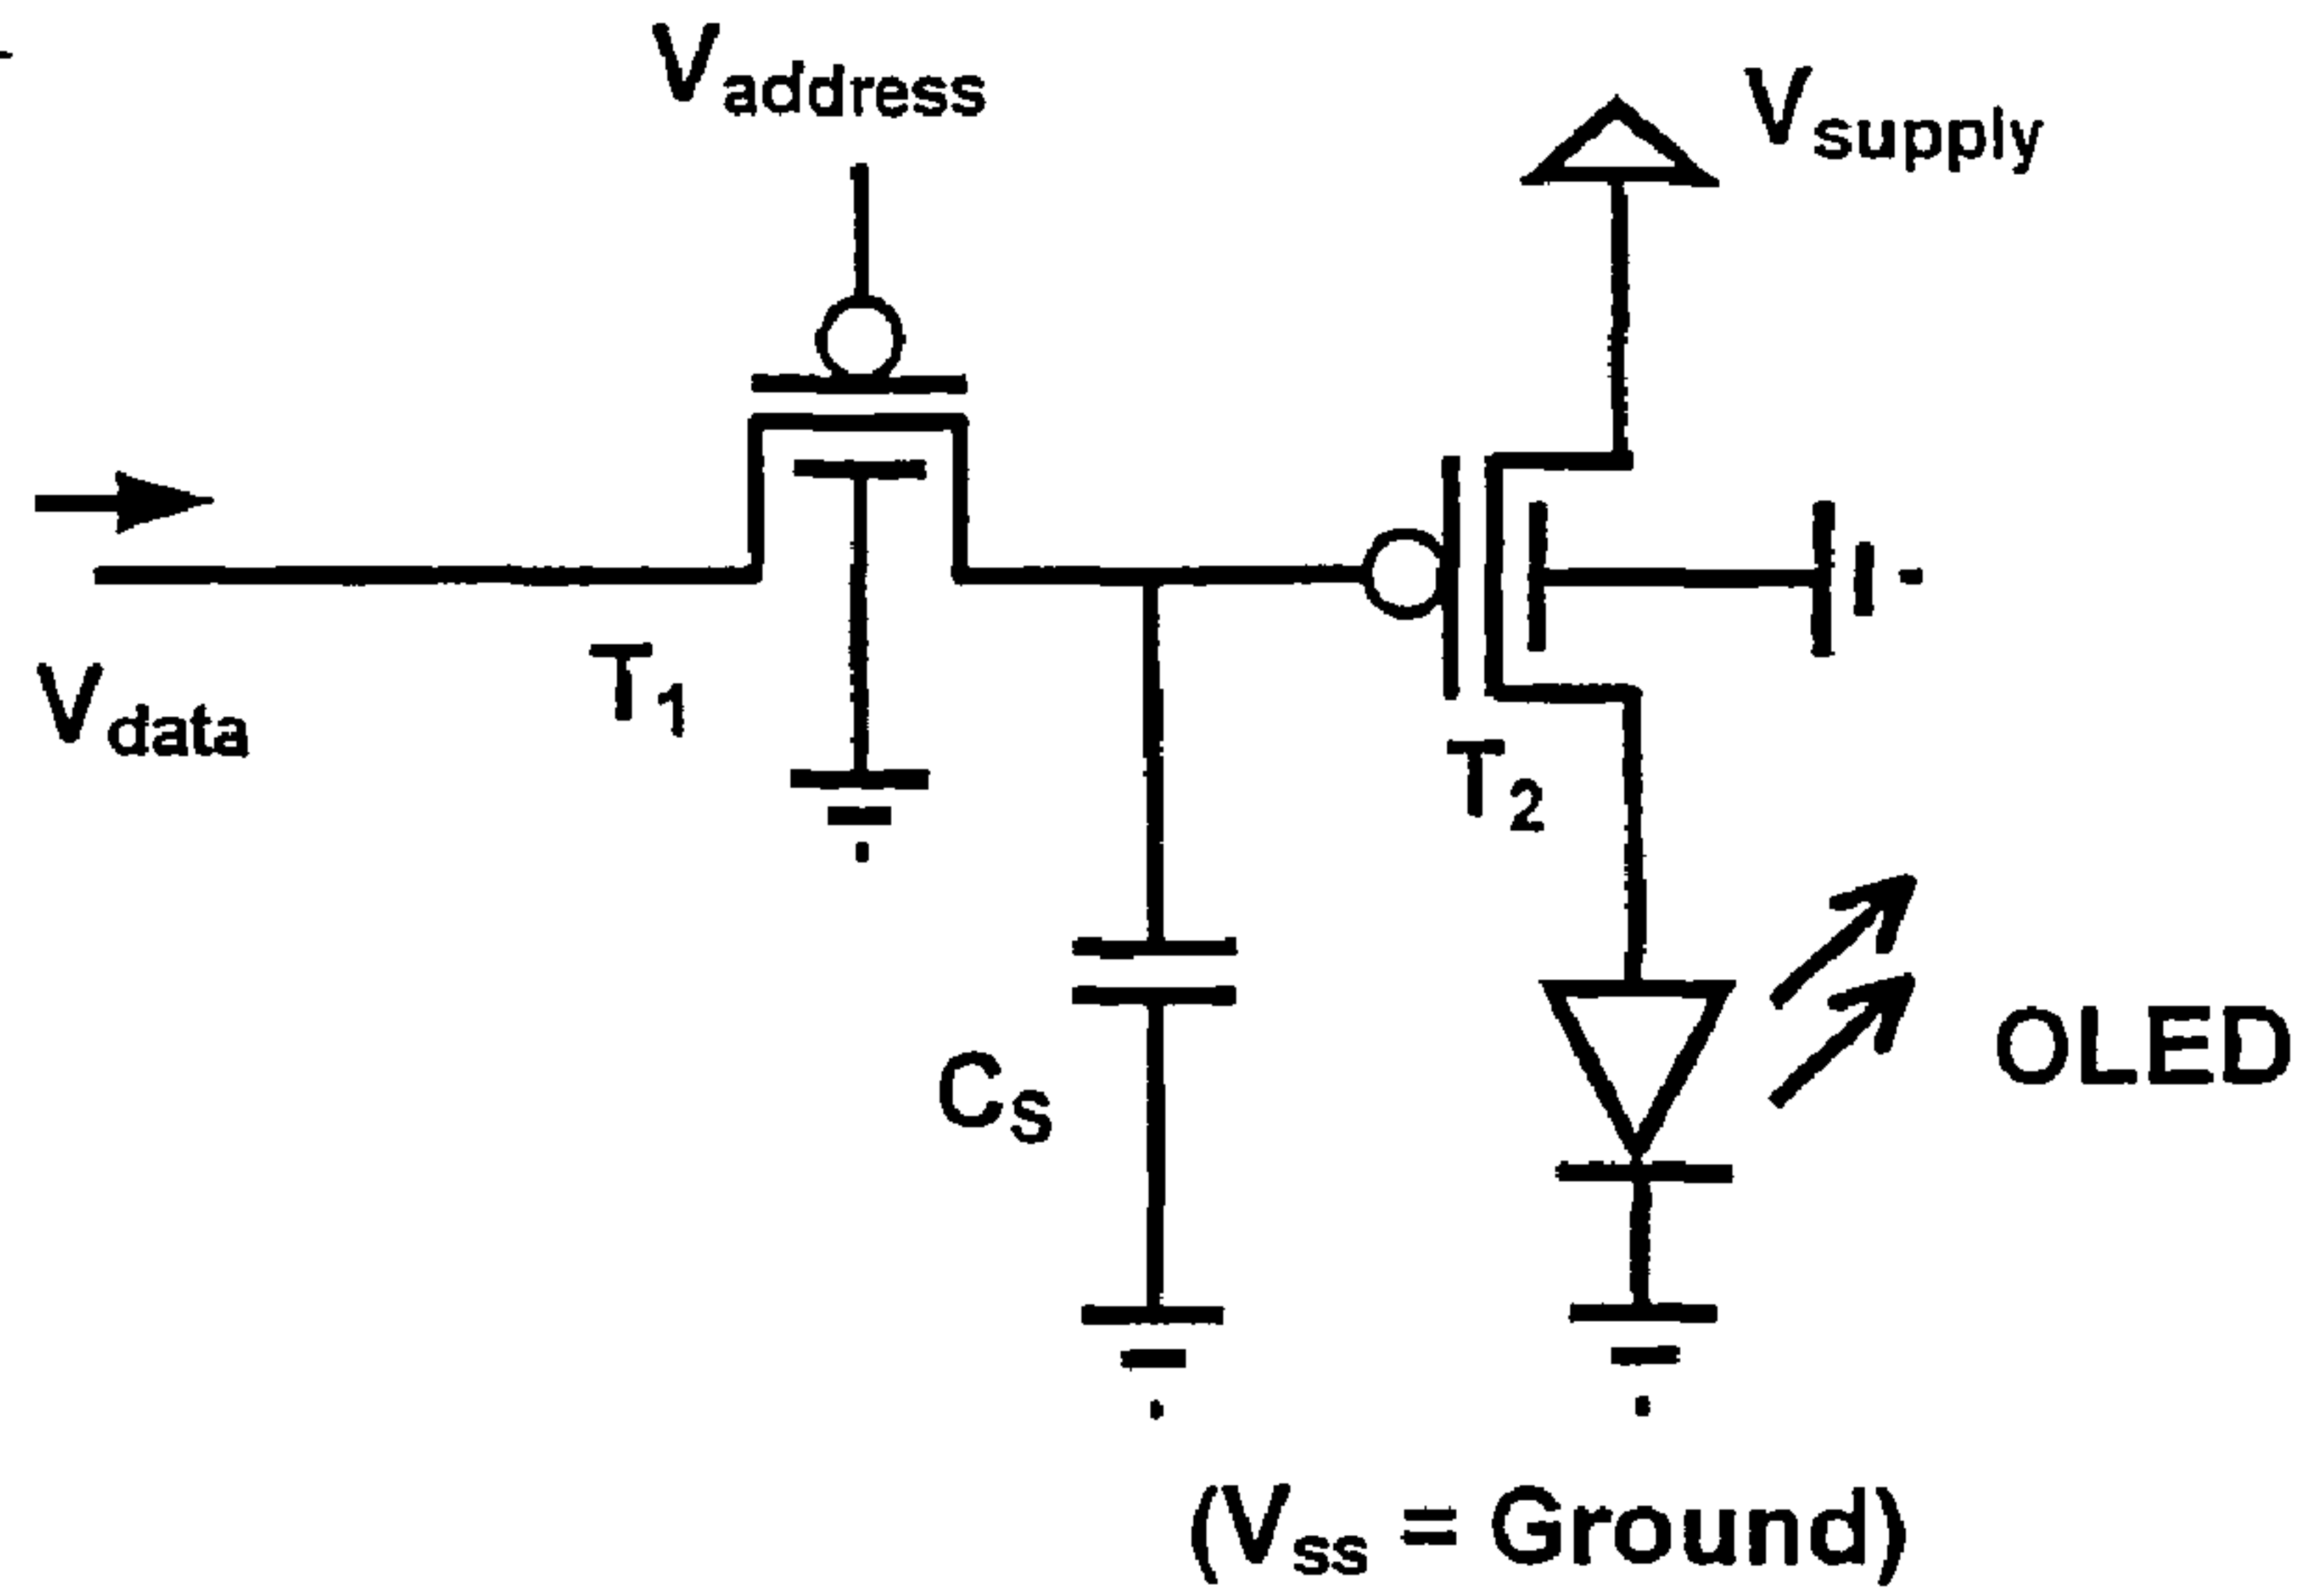 Vaddress
Vsupply
Vdata
T1
T2
CS
OLED
(Vss = Ground)